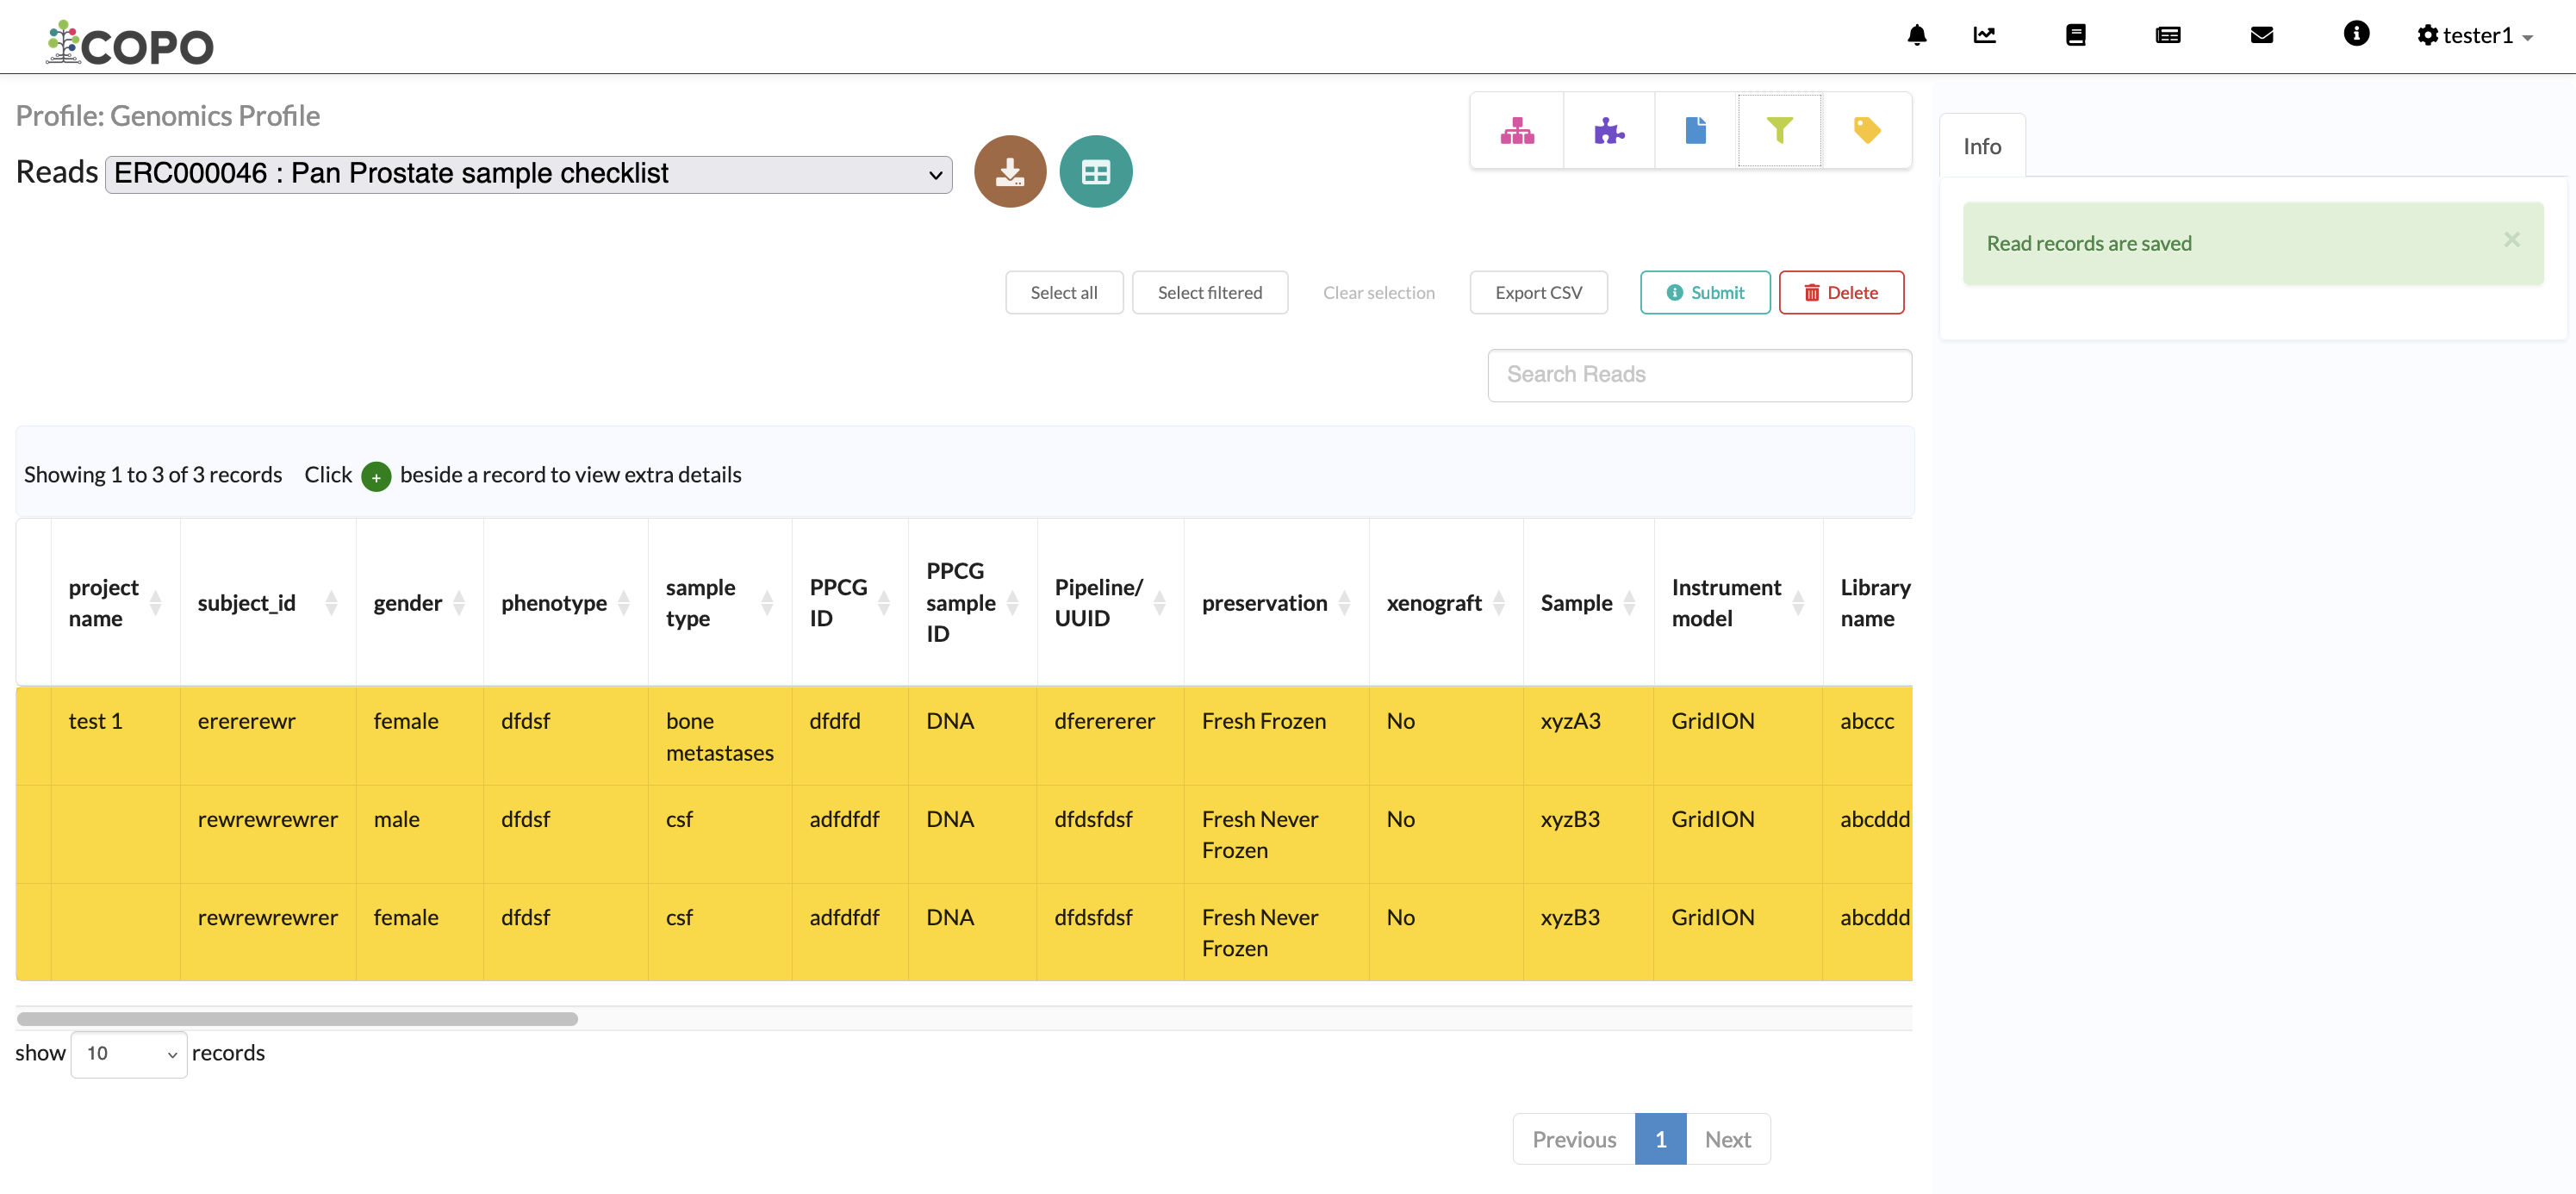 COPO
tester1
Profile: Genomics Profile
Reads ERC000046 : Pan Prostate sample checklist
Info
Read records are saved ×
Select all Select filtered Clear selection Export CSV Submit Delete
Search Reads
Showing 1 to 3 of 3 records Click + beside a record to view extra details
project name subject_id gender phenotype sample type PPCG ID PPCG sample ID Pipeline/UUID preservation xenograft Sample Instrument model Library name
test 1 erererewr female dfdsf bone metastases dfdfd DNA dferererer Fresh Frozen No xyzA3 GridION abccc
rewrewrewrer male dfdsf csf adfdfdf DNA dfdsfdsf Fresh Never Frozen No xyzB3 GridION abcddd
rewrewrewrer female dfdsf csf adfdfdf DNA dfdsfdsf Fresh Never Frozen No xyzB3 GridION abcddd
show 10 records
Previous 1 Next